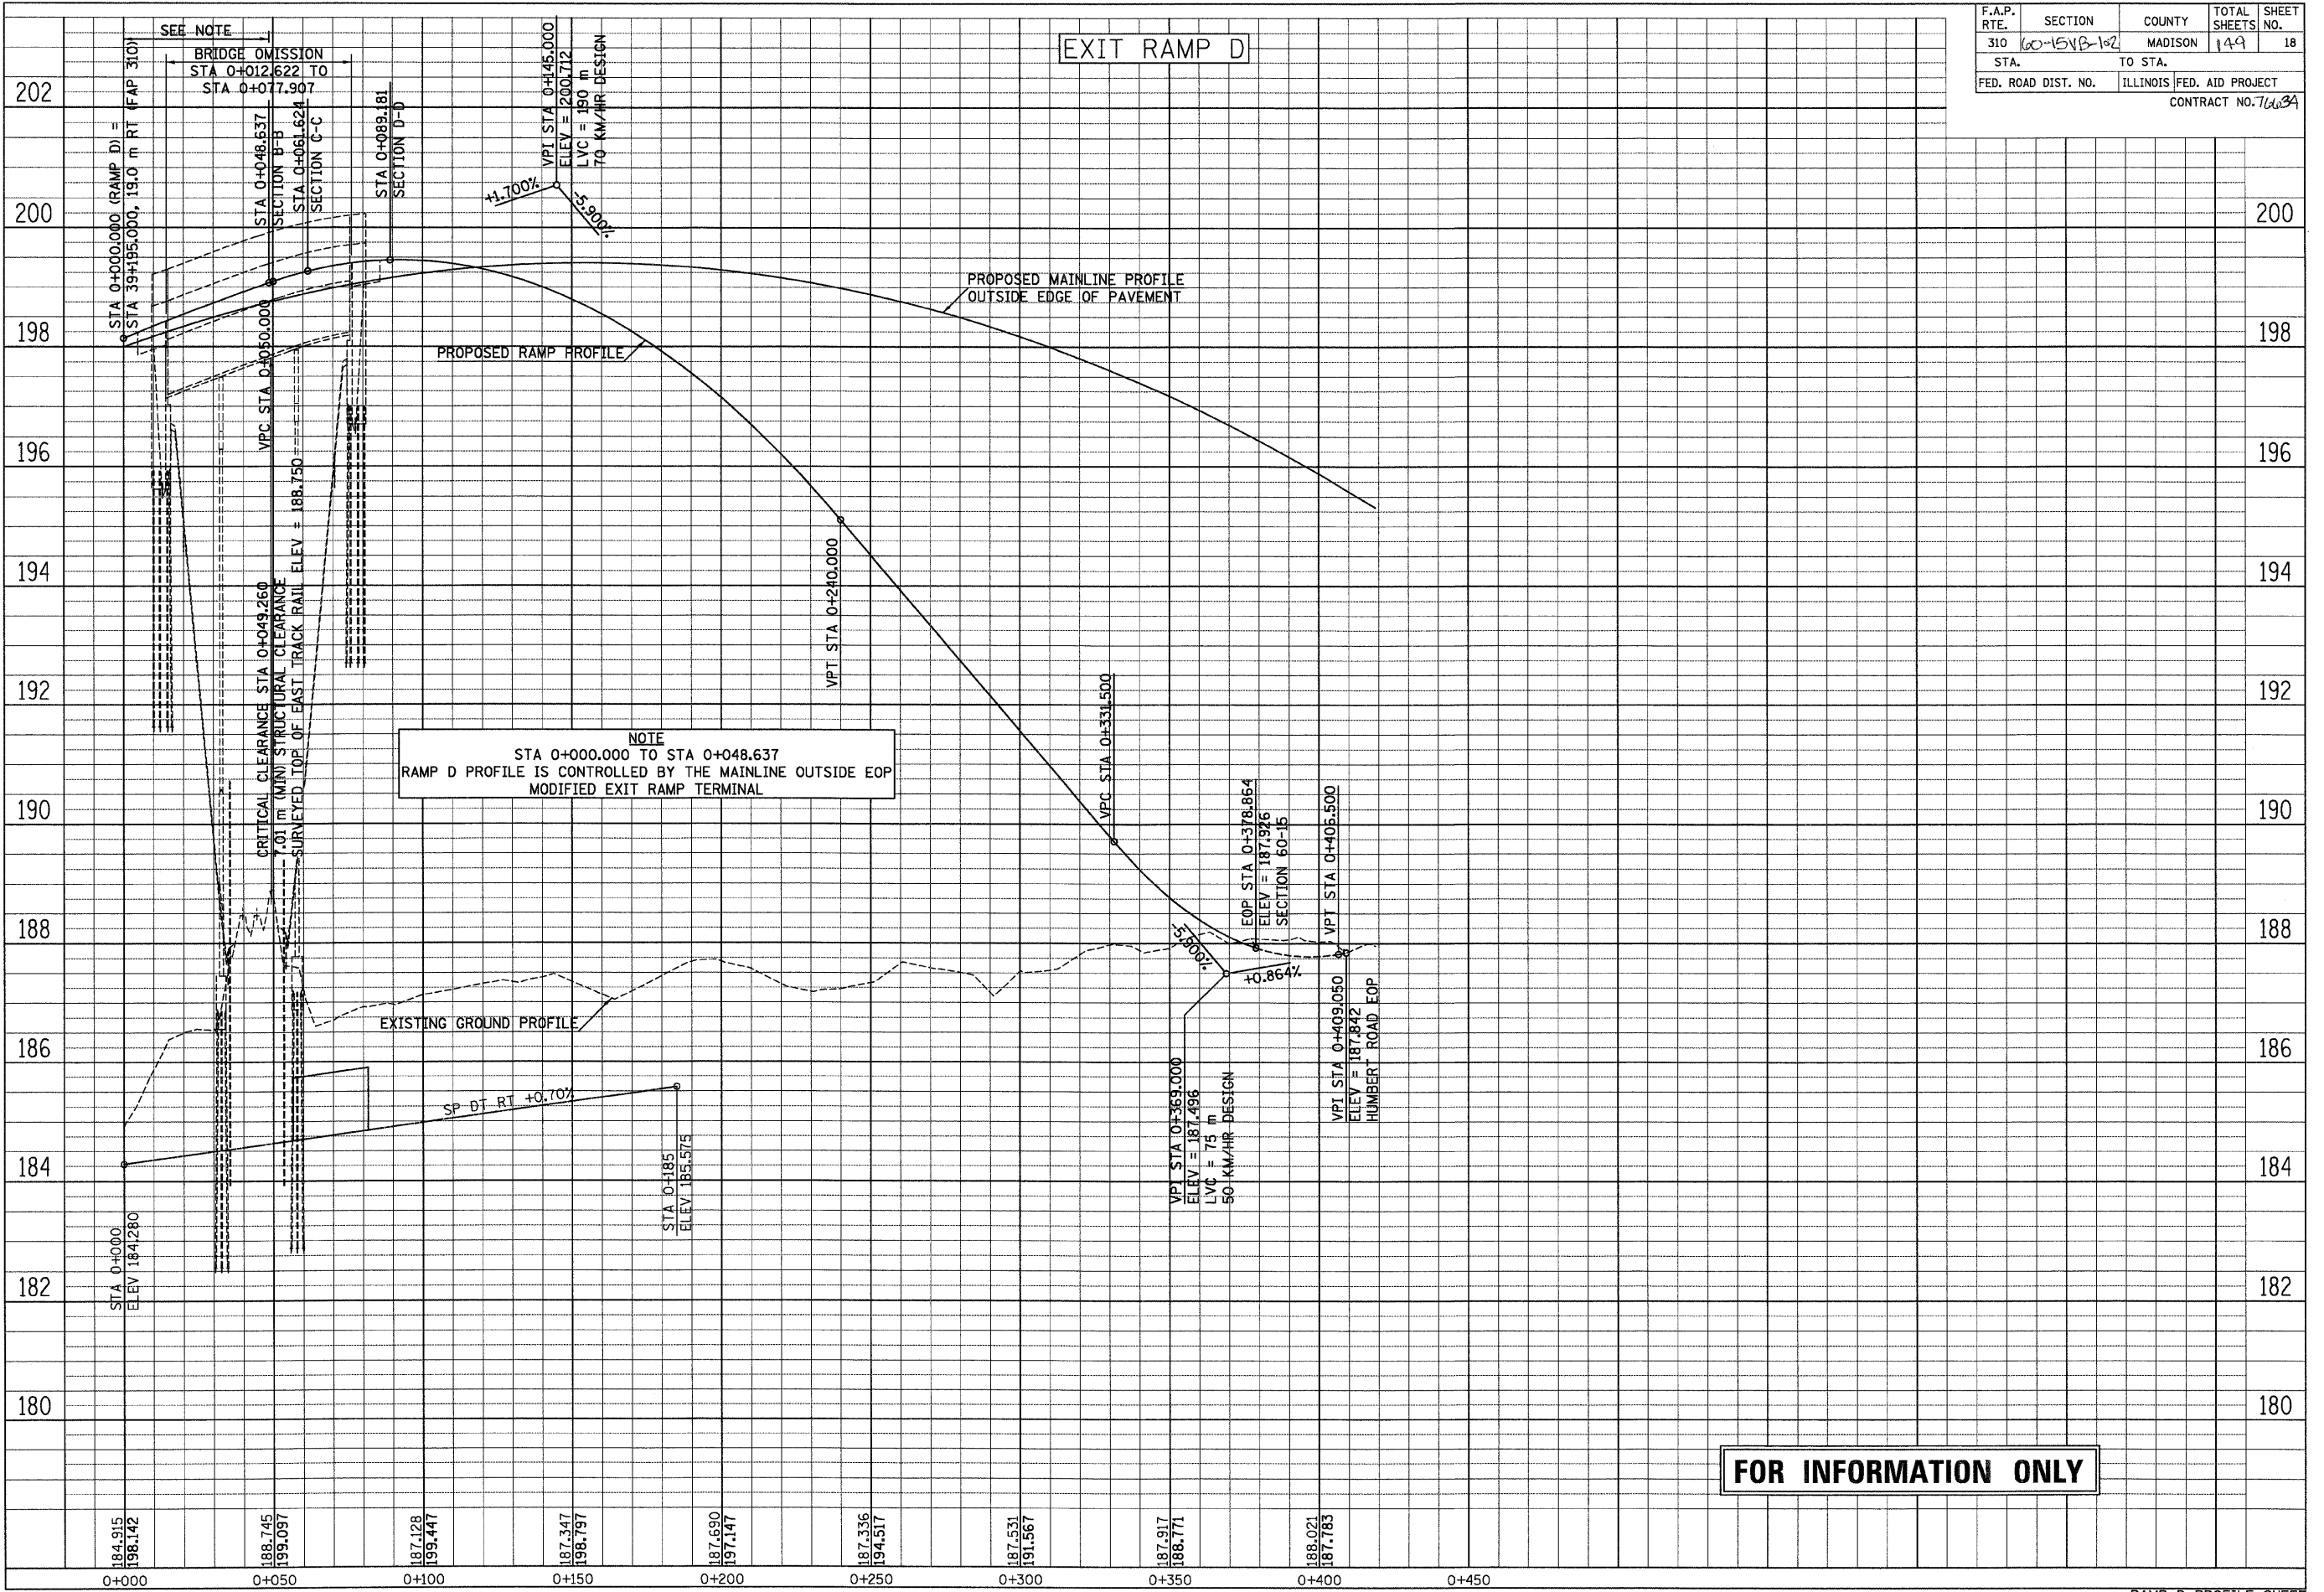 F.A.P. RTE. SECTION COUNTY TOTAL SHEETS SHEET NO.
310 60-15VB-102 MADISON 149 18
STA. TO STA.
FED. ROAD DIST. NO. ILLINOIS FED. AID PROJECT
CONTRACT NO. 76634
EXIT RAMP D
SEE NOTE
BRIDGE OMISSION
STA 0+012.622 TO
STA 0+077.907
STA 0+000.000 (RAMP D) =
STA 39+195.000, 19.0 m RT (FAP 310)
STA 0+048.637
SECTION B-B
STA 0+061.624
SECTION C-C
STA 0+089.181
SECTION D-D
VPI STA 0+145.000
ELEV = 200.712
LVC = 190 m
70 KM/HR DESIGN
+1.700%
-5.900%
PROPOSED MAINLINE PROFILE
OUTSIDE EDGE OF PAVEMENT
PROPOSED RAMP PROFILE
VPC STA 0+050.000
CRITICAL CLEARANCE STA 0+049.260
7.01 m (MIN) STRUCTURAL CLEARANCE
SURVEYED TOP OF EAST TRACK RAIL ELEV = 188.750
VPT STA 0+240.000
NOTE
STA 0+000.000 TO STA 0+048.637
RAMP D PROFILE IS CONTROLLED BY THE MAINLINE OUTSIDE EOP
MODIFIED EXIT RAMP TERMINAL
VPC STA 0+331.500
EOP STA 0+378.864
ELEV = 187.926
SECTION 60-15
VPT STA 0+406.500
-5.900%
+0.864%
VPI STA 0+369.000
ELEV = 187.496
LVC = 75 m
50 KM/HR DESIGN
VPI STA 0+409.050
ELEV = 187.842
HUMBERT ROAD EOP
EXISTING GROUND PROFILE
SP DT RT +0.70%
STA 0+000
ELEV 184.280
STA 0+185
ELEV 185.575
202
200 200
198 198
196 196
194 194
192 192
190 190
188 188
186 186
184 184
182 182
180 180
FOR INFORMATION ONLY
184.915 188.745 187.128 187.347 187.690 187.336 187.531 187.917 188.021
198.142 199.097 199.447 198.797 197.147 194.517 191.567 188.771 187.783
0+000 0+050 0+100 0+150 0+200 0+250 0+300 0+350 0+400 0+450